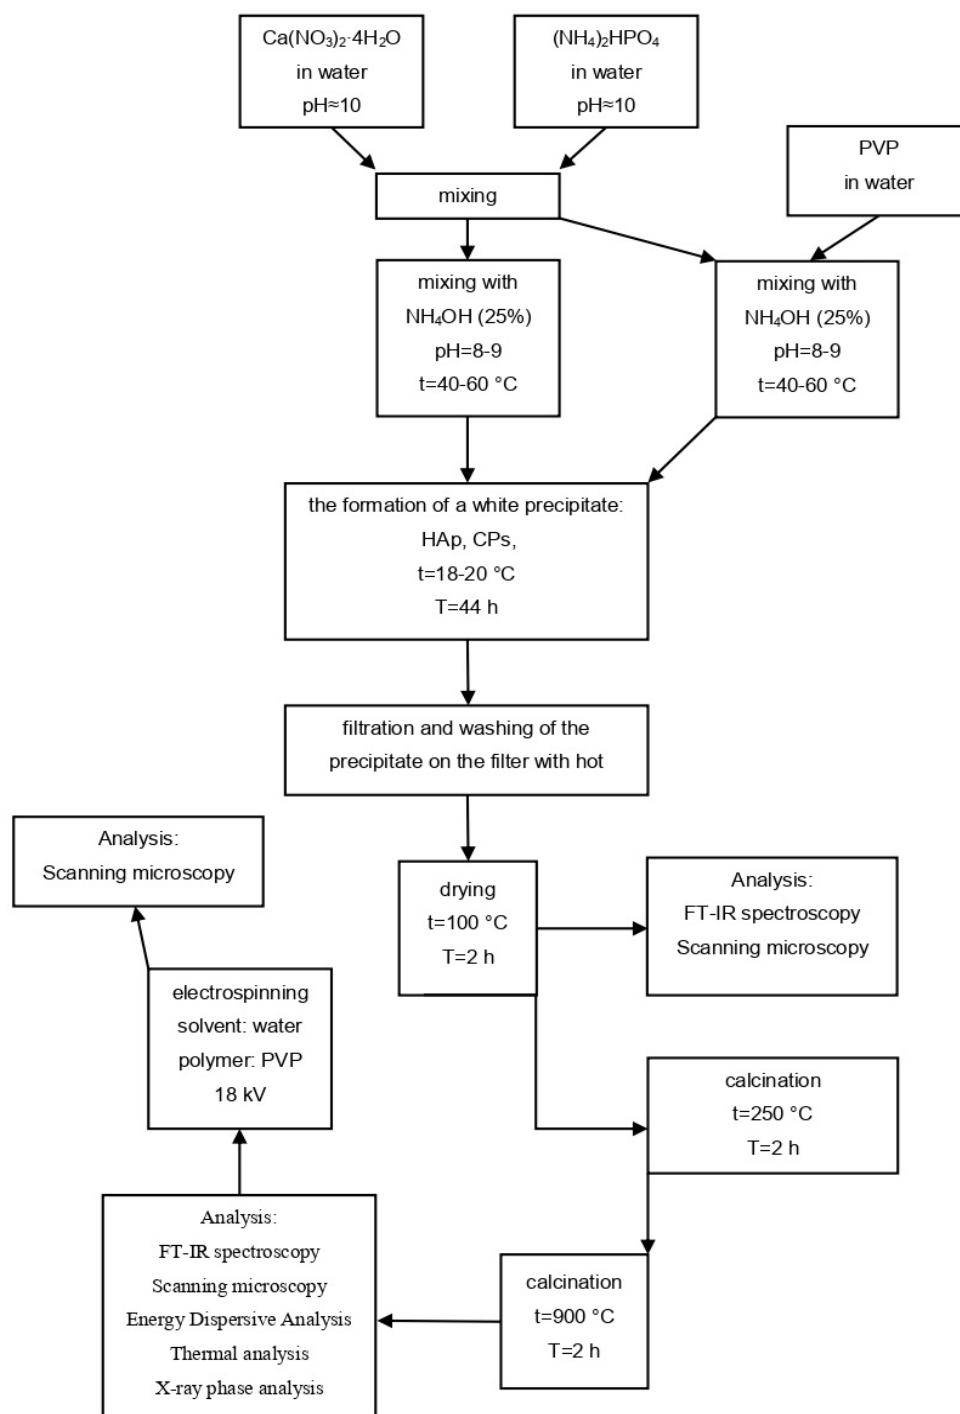 Ca(NO₃)₂·4H₂O
in water
pH≈10
(NH₄)₂HPO₄
in water
pH≈10
PVP
in water
mixing
mixing with
NH₄OH (25%)
pH=8-9
t=40-60 °C
mixing with
NH₄OH (25%)
pH=8-9
t=40-60 °C
the formation of a white precipitate:
HAp, CPs,
t=18-20 °C
T=44 h
filtration and washing of the
precipitate on the filter with hot
drying
t=100 °C
T=2 h
Analysis:
FT-IR spectroscopy
Scanning microscopy
calcination
t=250 °C
T=2 h
calcination
t=900 °C
T=2 h
Analysis:
FT-IR spectroscopy
Scanning microscopy
Energy Dispersive Analysis
Thermal analysis
X-ray phase analysis
electrospinning
solvent: water
polymer: PVP
18 kV
Analysis:
Scanning microscopy